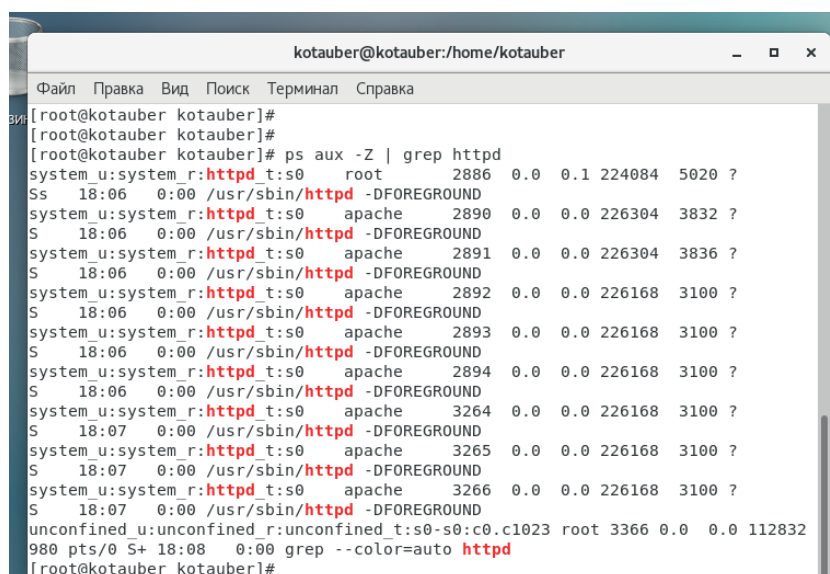 kotauber@kotauber:/home/kotauber
Файл Правка Вид Поиск Терминал Справка
[root@kotauber kotauber]#
[root@kotauber kotauber]#
[root@kotauber kotauber]# ps aux -Z | grep httpd
system_u:system_r:httpd_t:s0    root      2886  0.0  0.1 224084  5020 ?
Ss   18:06   0:00 /usr/sbin/httpd -DFOREGROUND
system_u:system_r:httpd_t:s0    apache    2890  0.0  0.0 226304  3832 ?
S    18:06   0:00 /usr/sbin/httpd -DFOREGROUND
system_u:system_r:httpd_t:s0    apache    2891  0.0  0.0 226304  3836 ?
S    18:06   0:00 /usr/sbin/httpd -DFOREGROUND
system_u:system_r:httpd_t:s0    apache    2892  0.0  0.0 226168  3100 ?
S    18:06   0:00 /usr/sbin/httpd -DFOREGROUND
system_u:system_r:httpd_t:s0    apache    2893  0.0  0.0 226168  3100 ?
S    18:06   0:00 /usr/sbin/httpd -DFOREGROUND
system_u:system_r:httpd_t:s0    apache    2894  0.0  0.0 226168  3100 ?
S    18:06   0:00 /usr/sbin/httpd -DFOREGROUND
system_u:system_r:httpd_t:s0    apache    3264  0.0  0.0 226168  3100 ?
S    18:07   0:00 /usr/sbin/httpd -DFOREGROUND
system_u:system_r:httpd_t:s0    apache    3265  0.0  0.0 226168  3100 ?
S    18:07   0:00 /usr/sbin/httpd -DFOREGROUND
system_u:system_r:httpd_t:s0    apache    3266  0.0  0.0 226168  3100 ?
S    18:07   0:00 /usr/sbin/httpd -DFOREGROUND
unconfined_u:unconfined_r:unconfined_t:s0-s0:c0.c1023 root 3366 0.0  0.0 112832
980 pts/0 S+ 18:08   0:00 grep --color=auto httpd
[root@kotauber kotauber]#